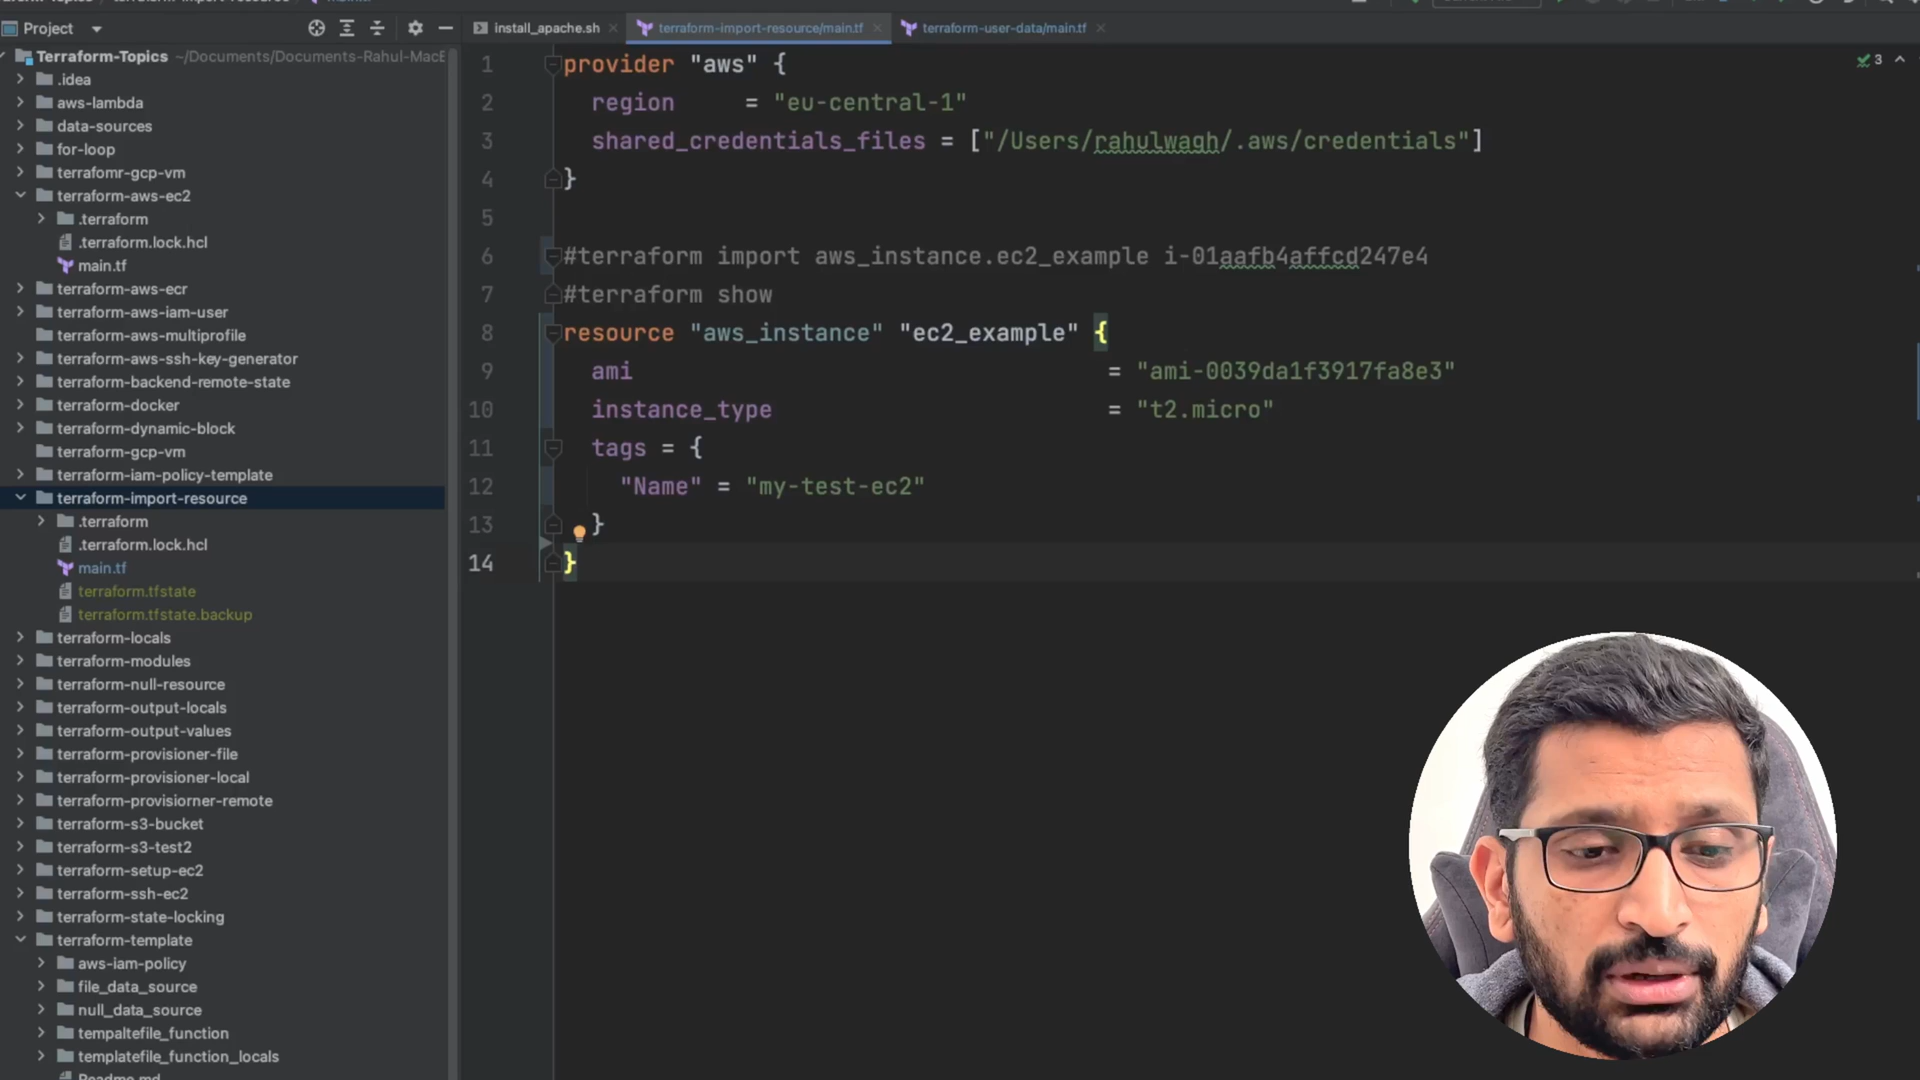 Project
install_apache.sh
terraform-import-resource/main.tf
terraform-user-data/main.tf
Terraform-Topics ~/Documents/Documents-Rahul-MacB
.idea
aws-lambda
data-sources
for-loop
terrafomr-gcp-vm
terraform-aws-ec2
.terraform
.terraform.lock.hcl
main.tf
terraform-aws-ecr
terraform-aws-iam-user
terraform-aws-multiprofile
terraform-aws-ssh-key-generator
terraform-backend-remote-state
terraform-docker
terraform-dynamic-block
terraform-gcp-vm
terraform-iam-policy-template
terraform-import-resource
.terraform
.terraform.lock.hcl
main.tf
terraform.tfstate
terraform.tfstate.backup
terraform-locals
terraform-modules
terraform-null-resource
terraform-output-locals
terraform-output-values
terraform-provisioner-file
terraform-provisioner-local
terraform-provisiorner-remote
terraform-s3-bucket
terraform-s3-test2
terraform-setup-ec2
terraform-ssh-ec2
terraform-state-locking
terraform-template
aws-iam-policy
file_data_source
null_data_source
tempaltefile_function
templatefile_function_locals
Readme.md
1 provider "aws" {
2 region = "eu-central-1"
3 shared_credentials_files = ["/Users/rahulwagh/.aws/credentials"]
4 }
5
6 #terraform import aws_instance.ec2_example i-01aafb4affcd247e4
7 #terraform show
8 resource "aws_instance" "ec2_example" {
9 ami = "ami-0039da1f3917fa8e3"
10 instance_type = "t2.micro"
11 tags = {
12 "Name" = "my-test-ec2"
13 }
14 }
3